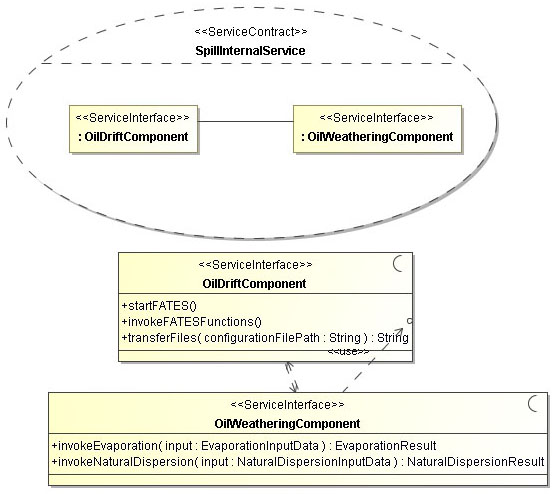 <<ServiceContract>>
SpillInternalService
<<ServiceInterface>>
: OilDriftComponent
<<ServiceInterface>>
: OilWeatheringComponent
<<ServiceInterface>>
OilDriftComponent
+startFATES()
+invokeFATESFunctions()
+transferFiles( configurationFilePath : String ) : String
<<use>>
<<ServiceInterface>>
OilWeatheringComponent
+invokeEvaporation( input : EvaporationInputData ) : EvaporationResult
+invokeNaturalDispersion( input : NaturalDispersionInputData ) : NaturalDispersionResult